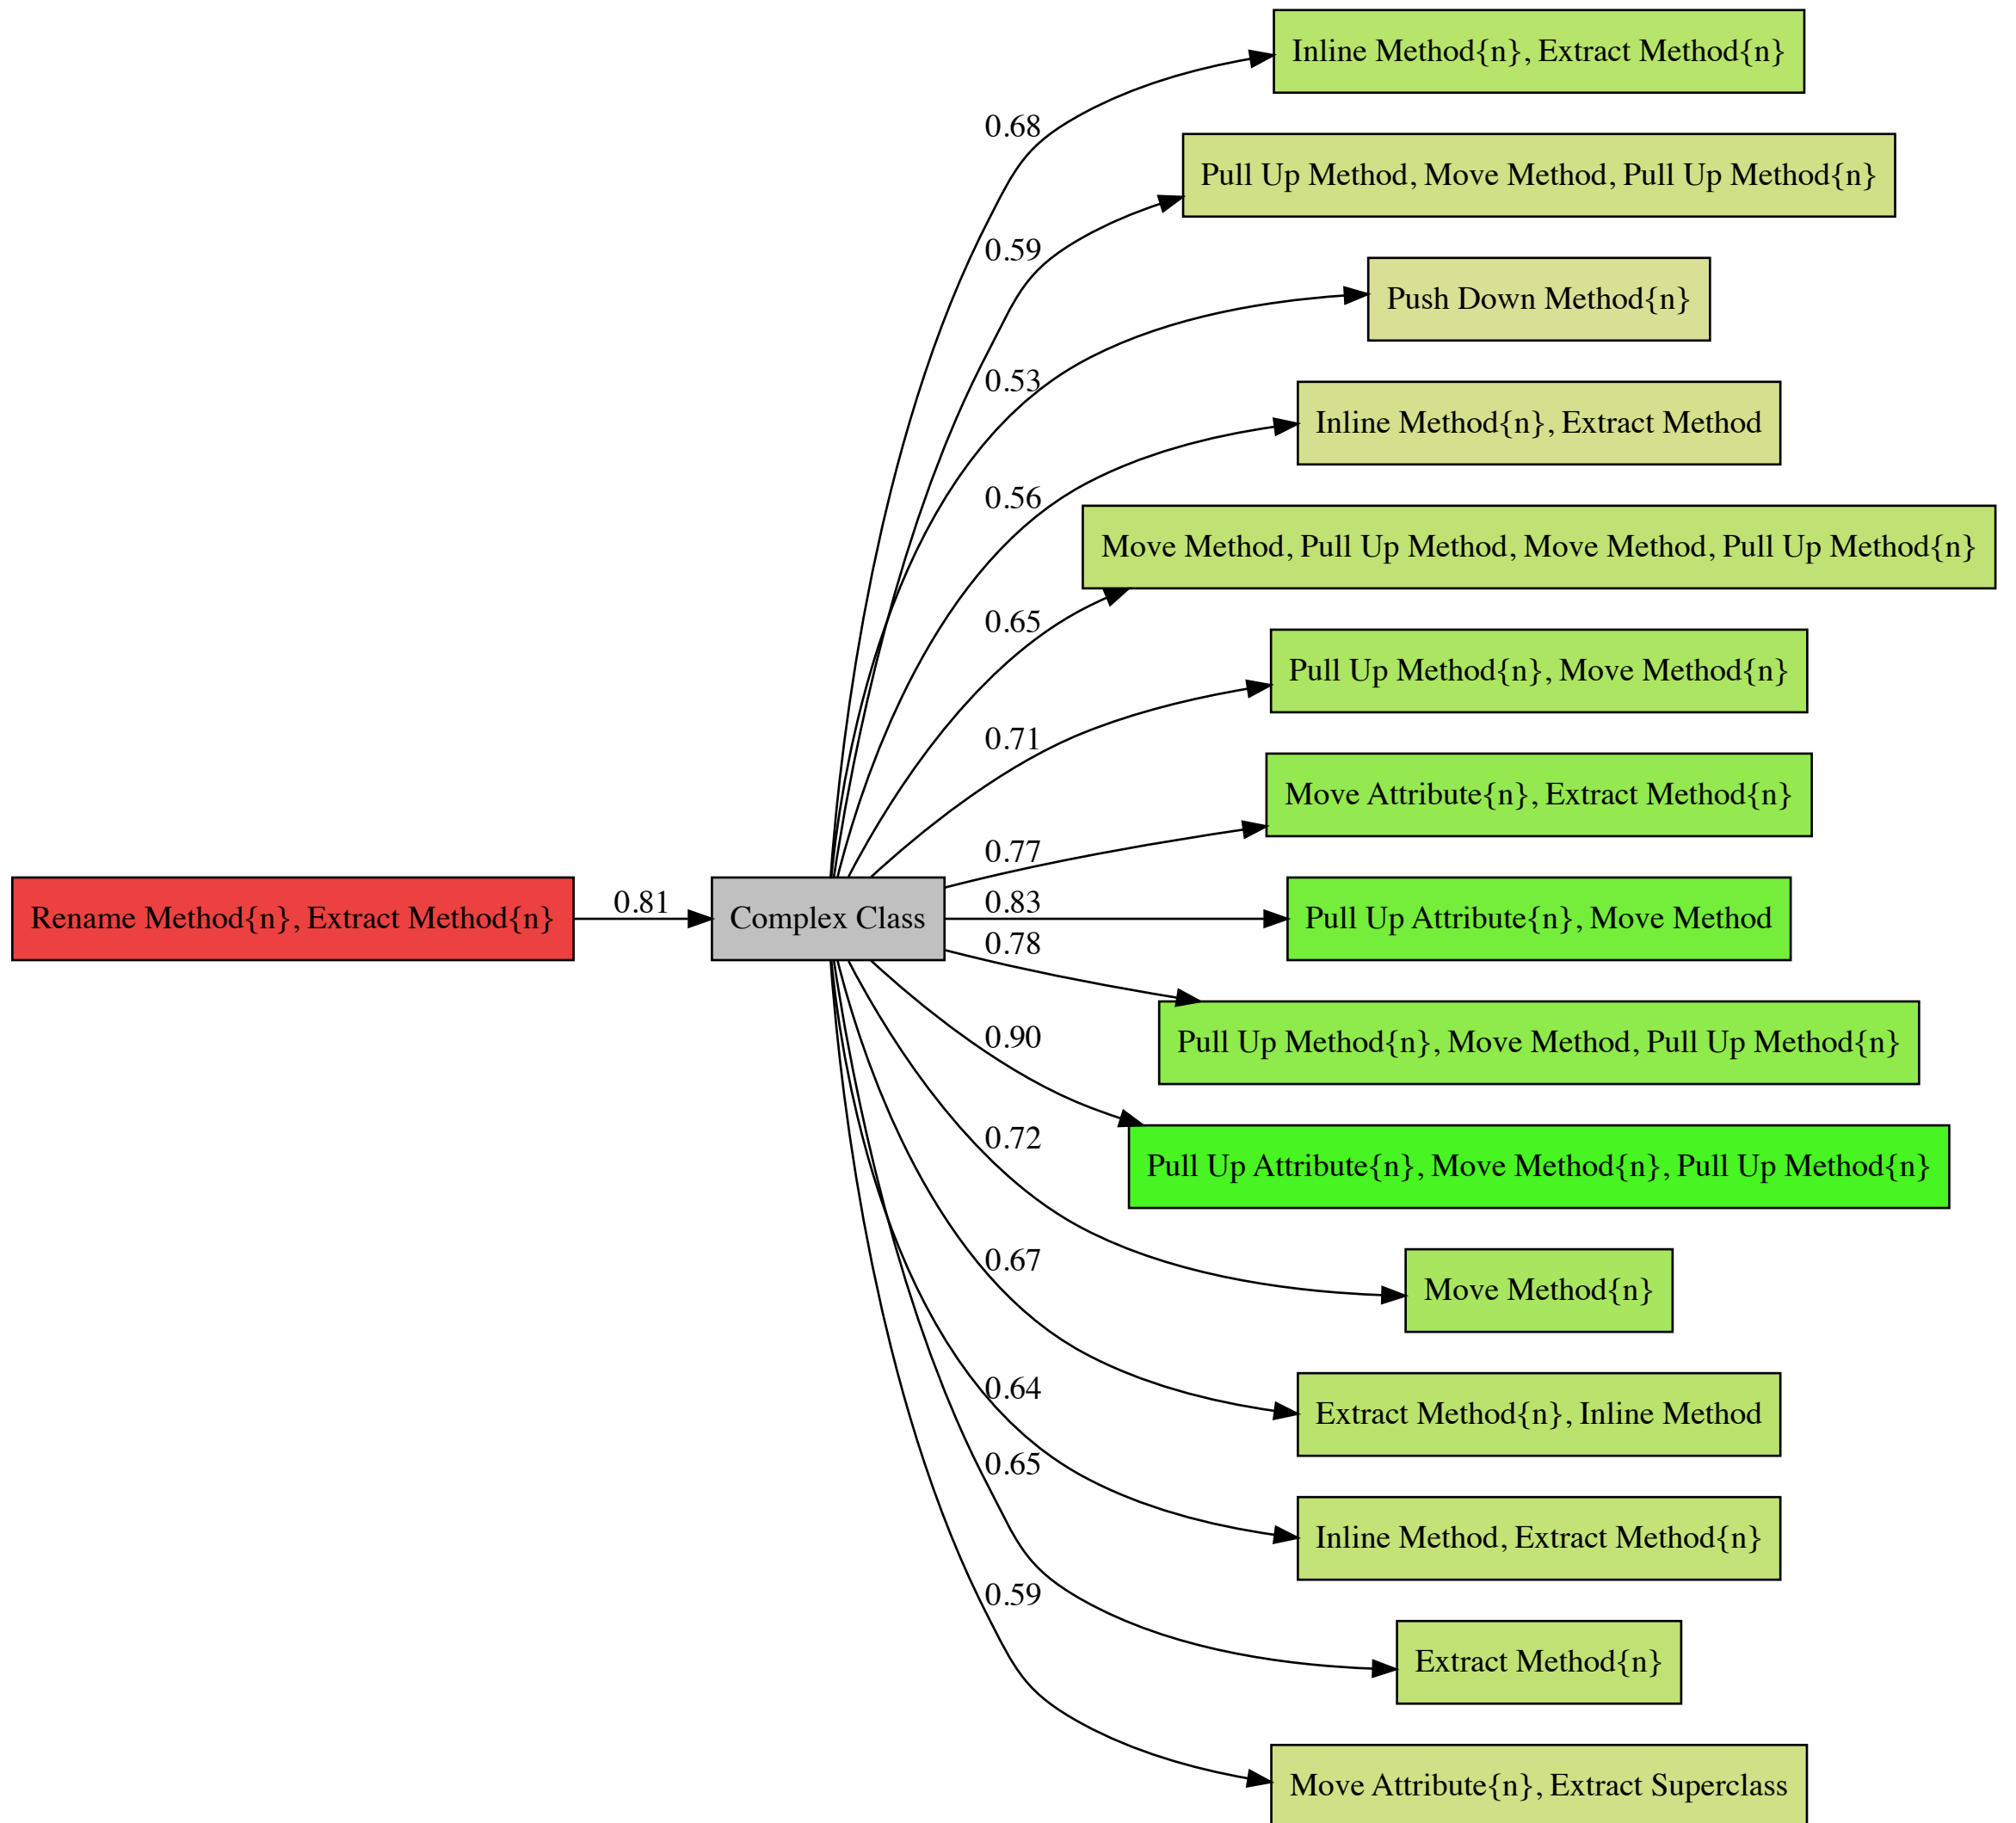 Inline Method{n}, Extract Method{n}
0.68
Pull Up Method, Move Method, Pull Up Method{n}
0.59
Push Down Method{n}
0.53
Inline Method{n}, Extract Method
0.56
Move Method, Pull Up Method, Move Method, Pull Up Method{n}
0.65
Pull Up Method{n}, Move Method{n}
0.71
Move Attribute{n}, Extract Method{n}
0.77
Rename Method{n}, Extract Method{n}
0.81
Complex Class
0.83
Pull Up Attribute{n}, Move Method
0.78
Pull Up Method{n}, Move Method, Pull Up Method{n}
0.90
Pull Up Attribute{n}, Move Method{n}, Pull Up Method{n}
0.72
Move Method{n}
0.67
Extract Method{n}, Inline Method
0.64
Inline Method, Extract Method{n}
0.65
Extract Method{n}
0.59
Move Attribute{n}, Extract Superclass